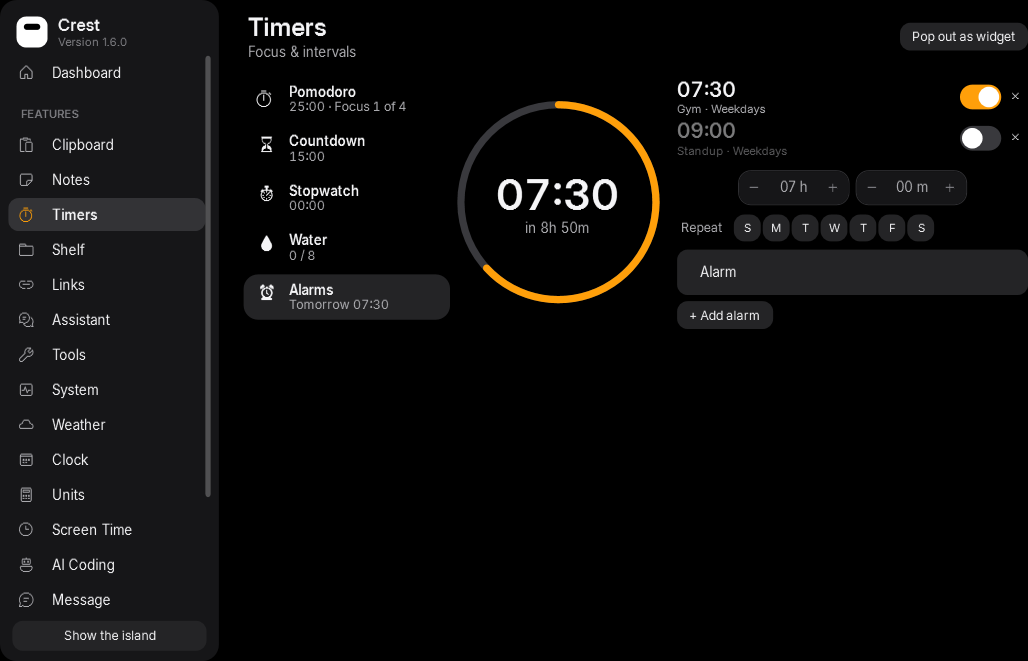 Crest
Version 1.6.0
Dashboard
FEATURES
Clipboard
Notes
Timers
Shelf
Links
Assistant
Tools
System
Weather
Clock
Units
Screen Time
AI Coding
Message
Show the island
Timers
Focus & intervals
Pop out as widget
Pomodoro
25:00 · Focus 1 of 4
Countdown
15:00
Stopwatch
00:00
Water
0 / 8
Alarms
Tomorrow 07:30
07:30
in 8h 50m
07:30
Gym · Weekdays
×
09:00
Standup · Weekdays
×
− 07 h + − 00 m +
Repeat S M T W T F S
Alarm
+ Add alarm